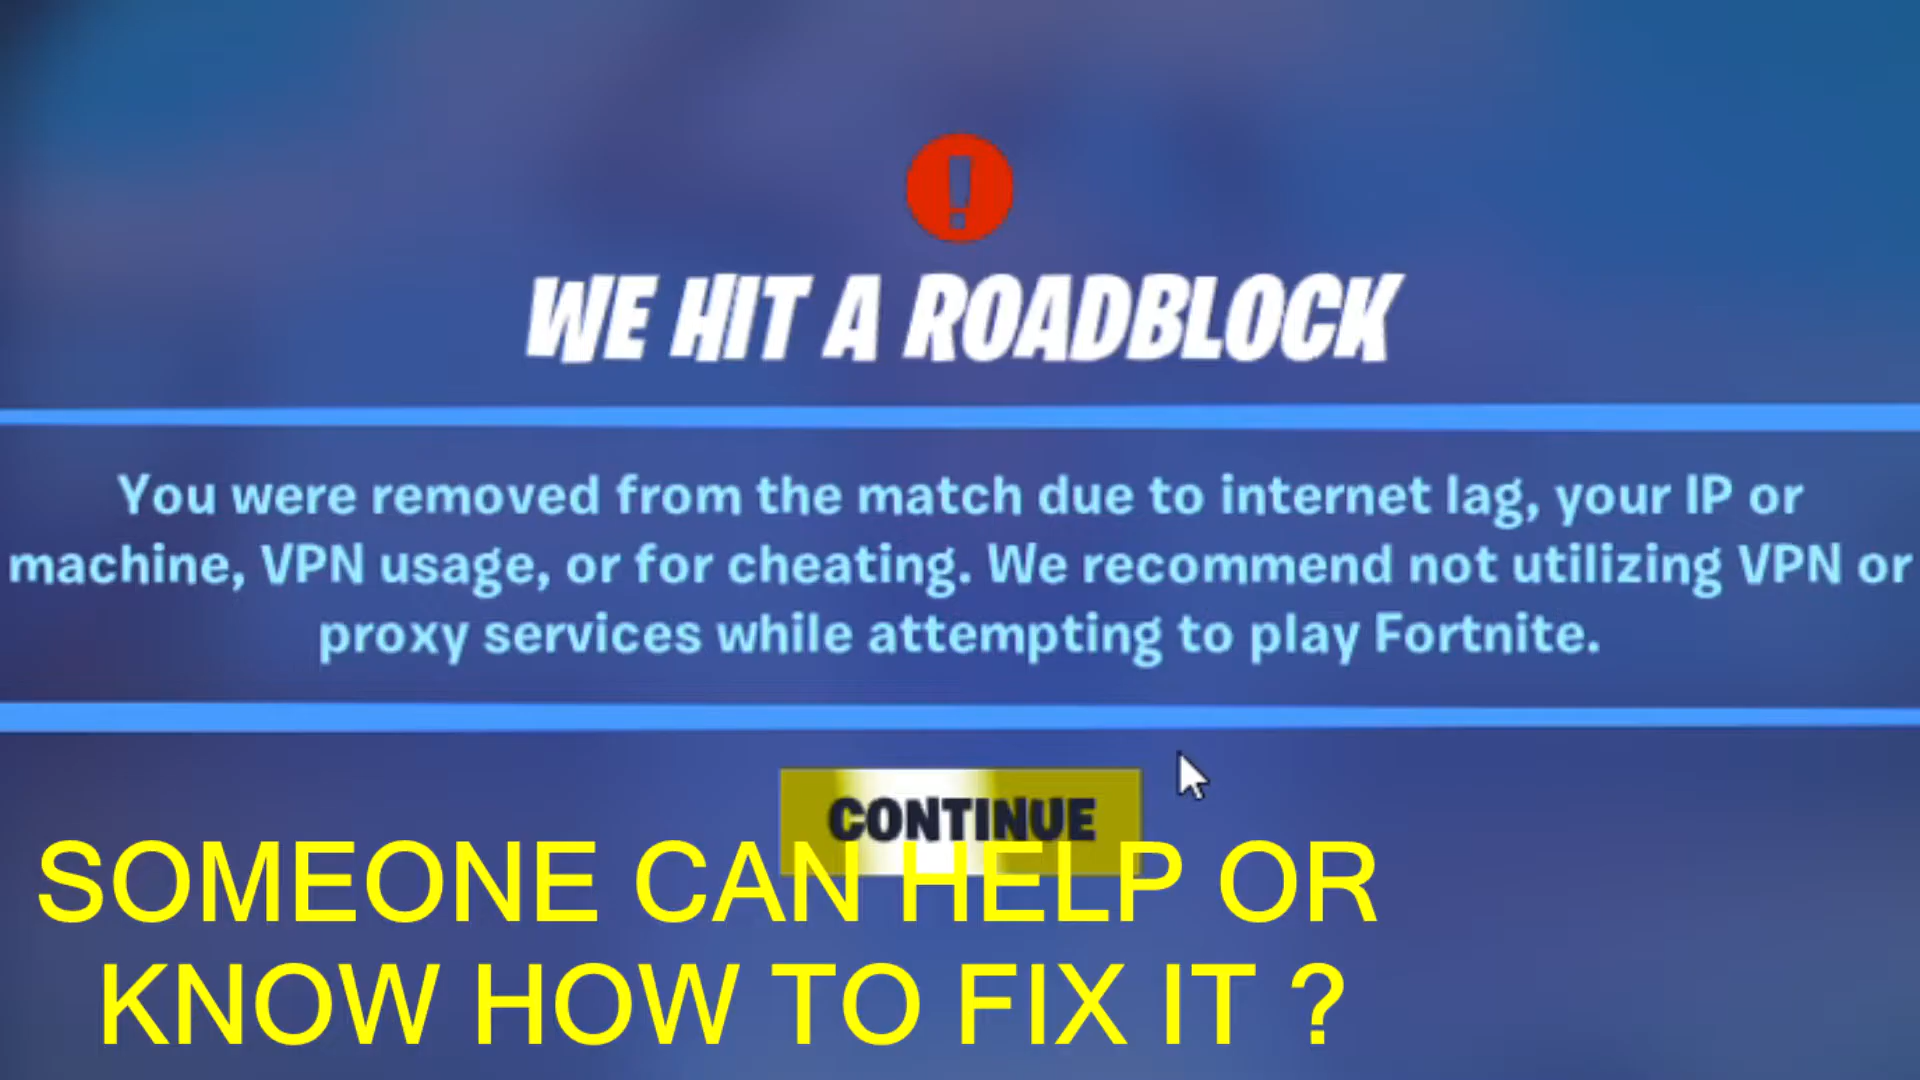 WE HIT A ROADBLOCK
You were removed from the match due to internet lag, your IP or
machine, VPN usage, or for cheating. We recommend not utilizing VPN or
proxy services while attempting to play Fortnite.
CONTINUE
SOMEONE CAN HELP OR
KNOW HOW TO FIX IT ?